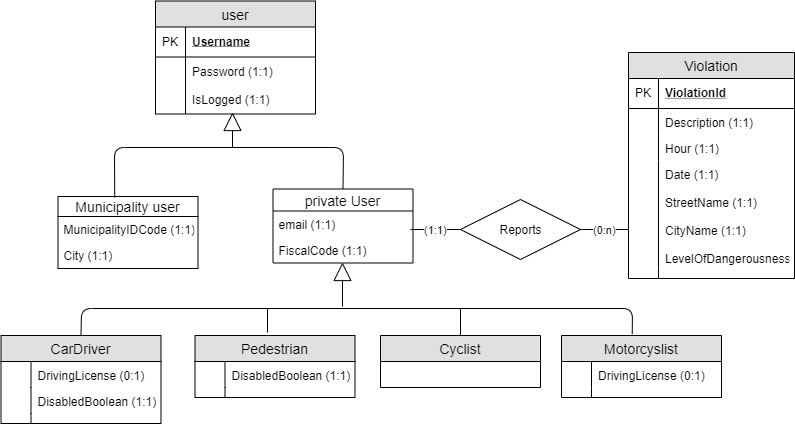 user
PK Username
Password (1:1)
IsLogged (1:1)
Violation
PK ViolationId
Description (1:1)
Hour (1:1)
Date (1:1)
StreetName (1:1)
CityName (1:1)
LevelOfDangerousness
Municipality user
MunicipalityIDCode (1:1)
City (1:1)
private User
email (1:1)
FiscalCode (1:1)
(1:1)
Reports
(0:n)
CarDriver
DrivingLicense (0:1)
DisabledBoolean (1:1)
Pedestrian
DisabledBoolean (1:1)
Cyclist
Motorcyslist
DrivingLicense (0:1)